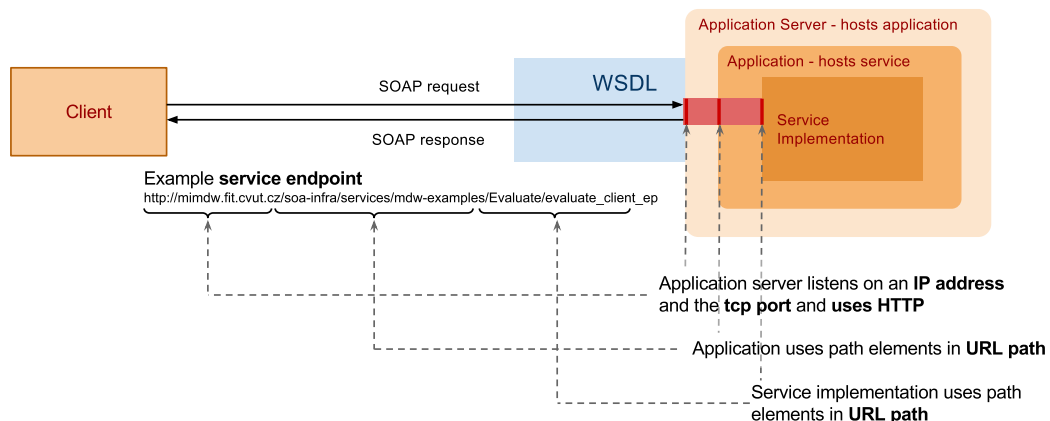 Application Server - hosts application
Application - hosts service
WSDL
Client
SOAP request
Service
Implementation
SOAP response
Example service endpoint
http://mimdw.fit.cvut.cz/soa-infra/services/mdw-examples/Evaluate/evaluate_client_ep
Application server listens on an IP address
and the tcp port and uses HTTP
Application uses path elements in URL path
Service implementation uses path
elements in URL path